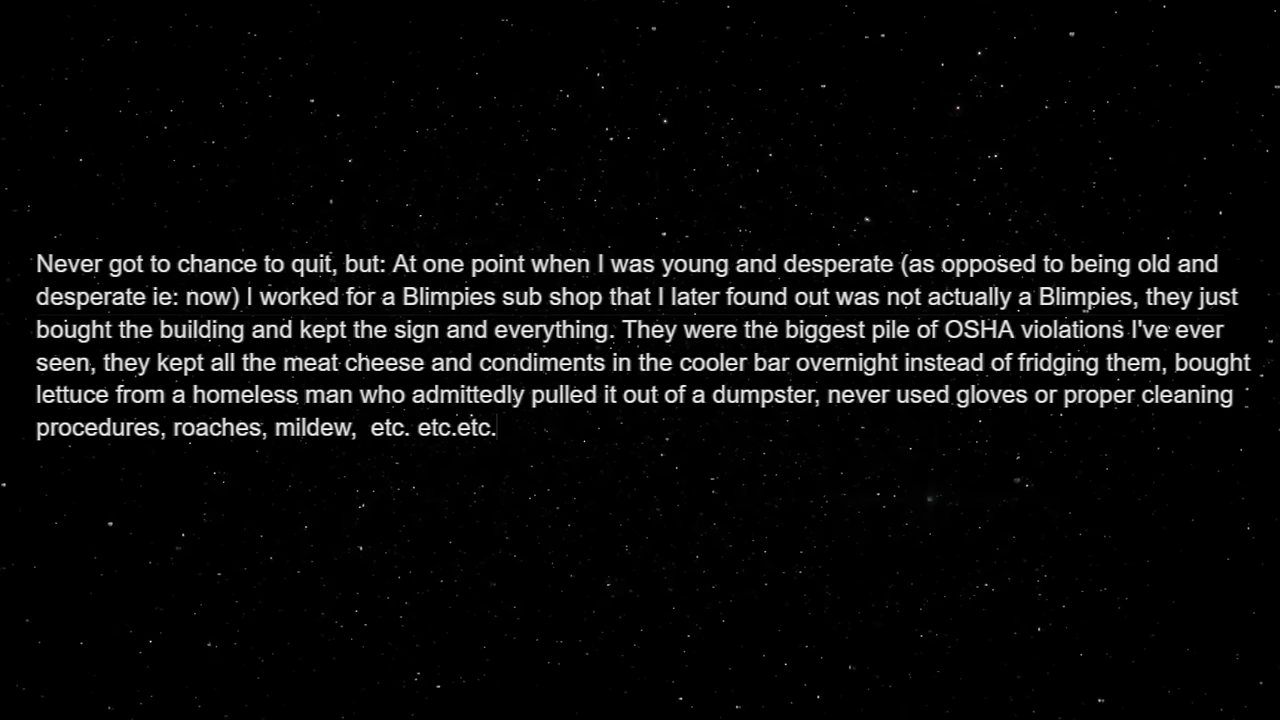 Never got to chance to quit, but: At one point when I was young and desperate (as opposed to being old and
desperate ie: now) I worked for a Blimpies sub shop that I later found out was not actually a Blimpies, they just
bought the building and kept the sign and everything. They were the biggest pile of OSHA violations I've ever
seen, they kept all the meat cheese and condiments in the cooler bar overnight instead of fridging them, bought
lettuce from a homeless man who admittedly pulled it out of a dumpster, never used gloves or proper cleaning
procedures, roaches, mildew,  etc. etc.etc.